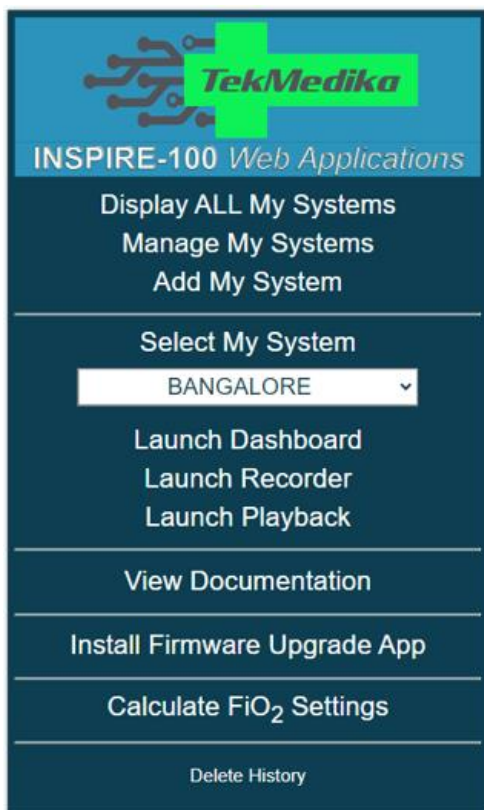 TekMedika
INSPIRE-100 Web Applications
Display ALL My Systems
Manage My Systems
Add My System
Select My System
BANGALORE
Launch Dashboard
Launch Recorder
Launch Playback
View Documentation
Install Firmware Upgrade App
Calculate FiO₂ Settings
Delete History